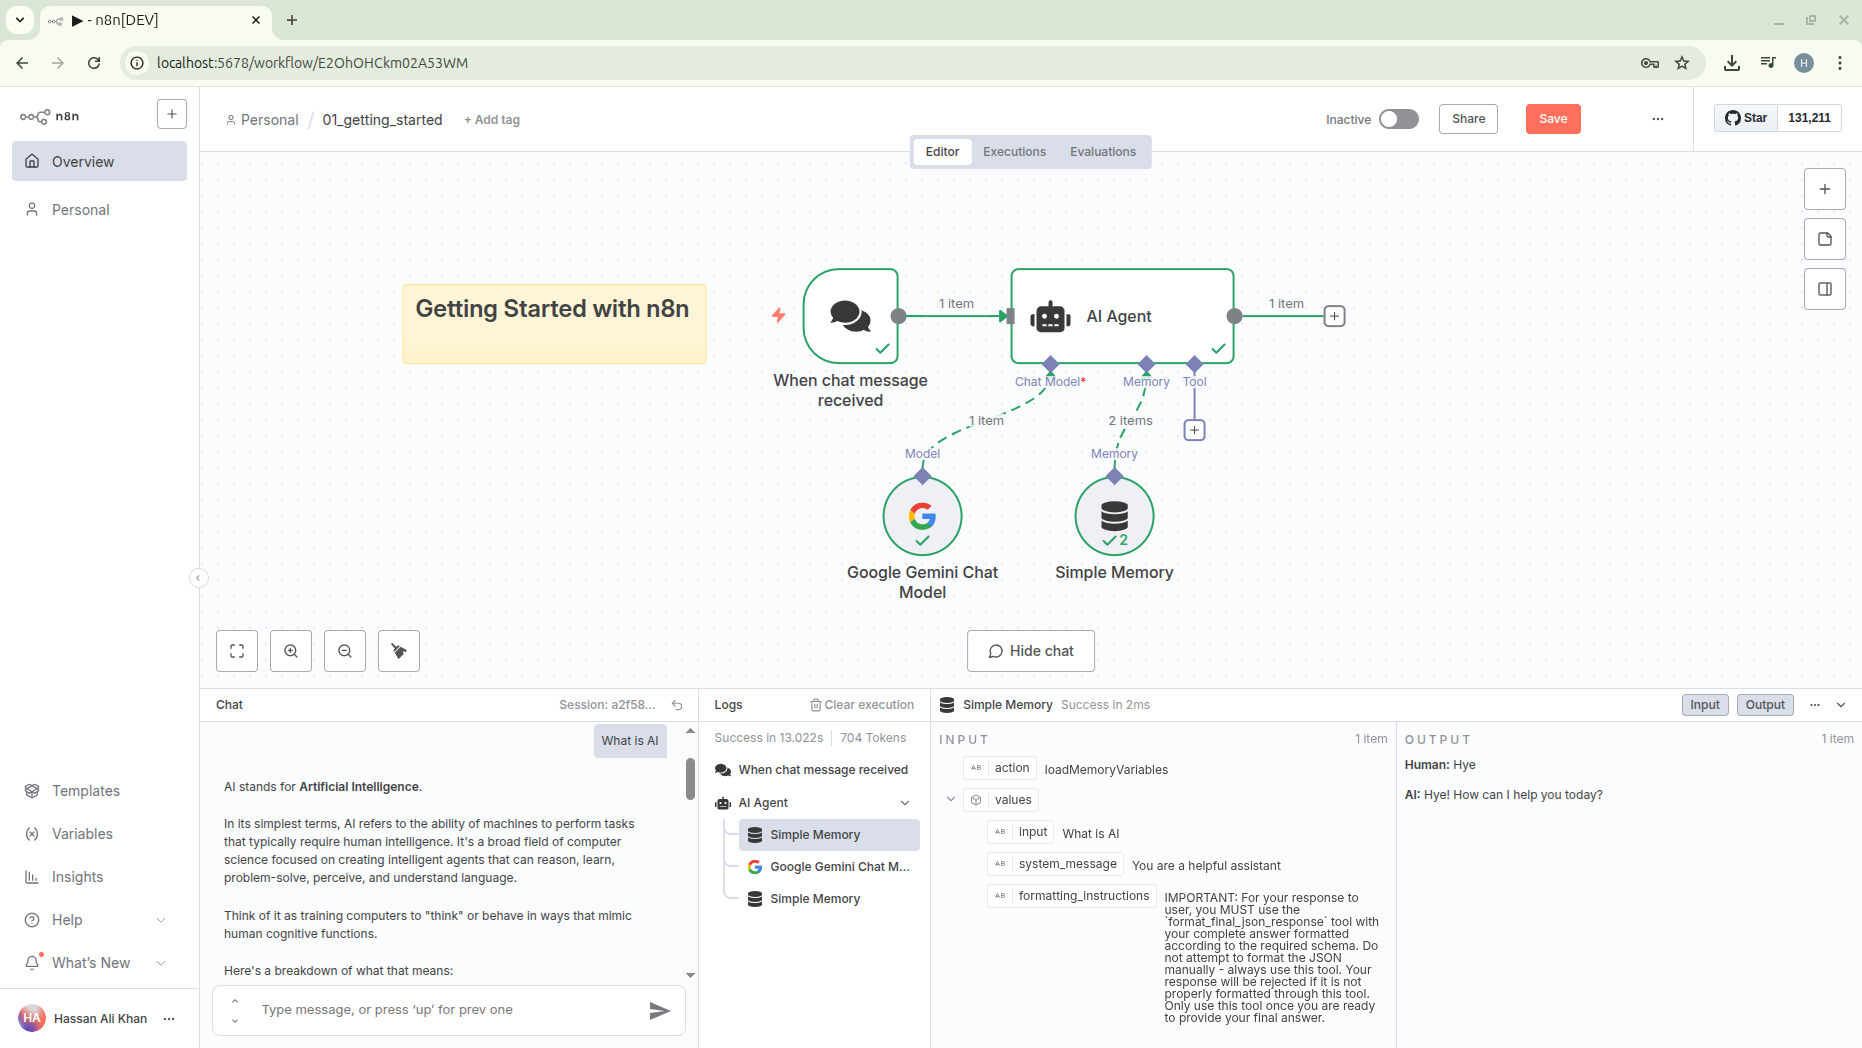 ▶ - n8n[DEV]
localhost:5678/workflow/E2OhOHCkm02A53WM
H
n8n
Overview
Personal
Templates
Variables
Insights
Help
What's New
HA
Hassan Ali Khan
Personal / 01_getting_started + Add tag
Inactive
Share
Save
Star 131,211
Editor Executions Evaluations
Getting Started with n8n
When chat message
received
1 item
AI Agent
1 item
Chat Model*
Memory
Tool
1 item
2 items
Model
Memory
2
Google Gemini Chat
Model
Simple Memory
Hide chat
Chat
Session: a2f58...
What is AI
AI stands for Artificial Intelligence.
In its simplest terms, AI refers to the ability of machines to perform tasks
that typically require human intelligence. It's a broad field of computer
science focused on creating intelligent agents that can reason, learn,
problem-solve, perceive, and understand language.
Think of it as training computers to "think" or behave in ways that mimic
human cognitive functions.
Here's a breakdown of what that means:
Type message, or press ‘up’ for prev one
Logs
Clear execution
Success in 13.022s 704 Tokens
When chat message received
AI Agent
Simple Memory
Google Gemini Chat M...
Simple Memory
Simple Memory Success in 2ms
Input
Output
INPUT
1 item
AB action loadMemoryVariables
values
AB input What is AI
AB system_message You are a helpful assistant
AB formatting_instructions IMPORTANT: For your response to
user, you MUST use the
`format_final_json_response` tool with
your complete answer formatted
according to the required schema. Do
not attempt to format the JSON
manually - always use this tool. Your
response will be rejected if it is not
properly formatted through this tool.
Only use this tool once you are ready
to provide your final answer.
OUTPUT
1 item
Human: Hye
AI: Hye! How can I help you today?